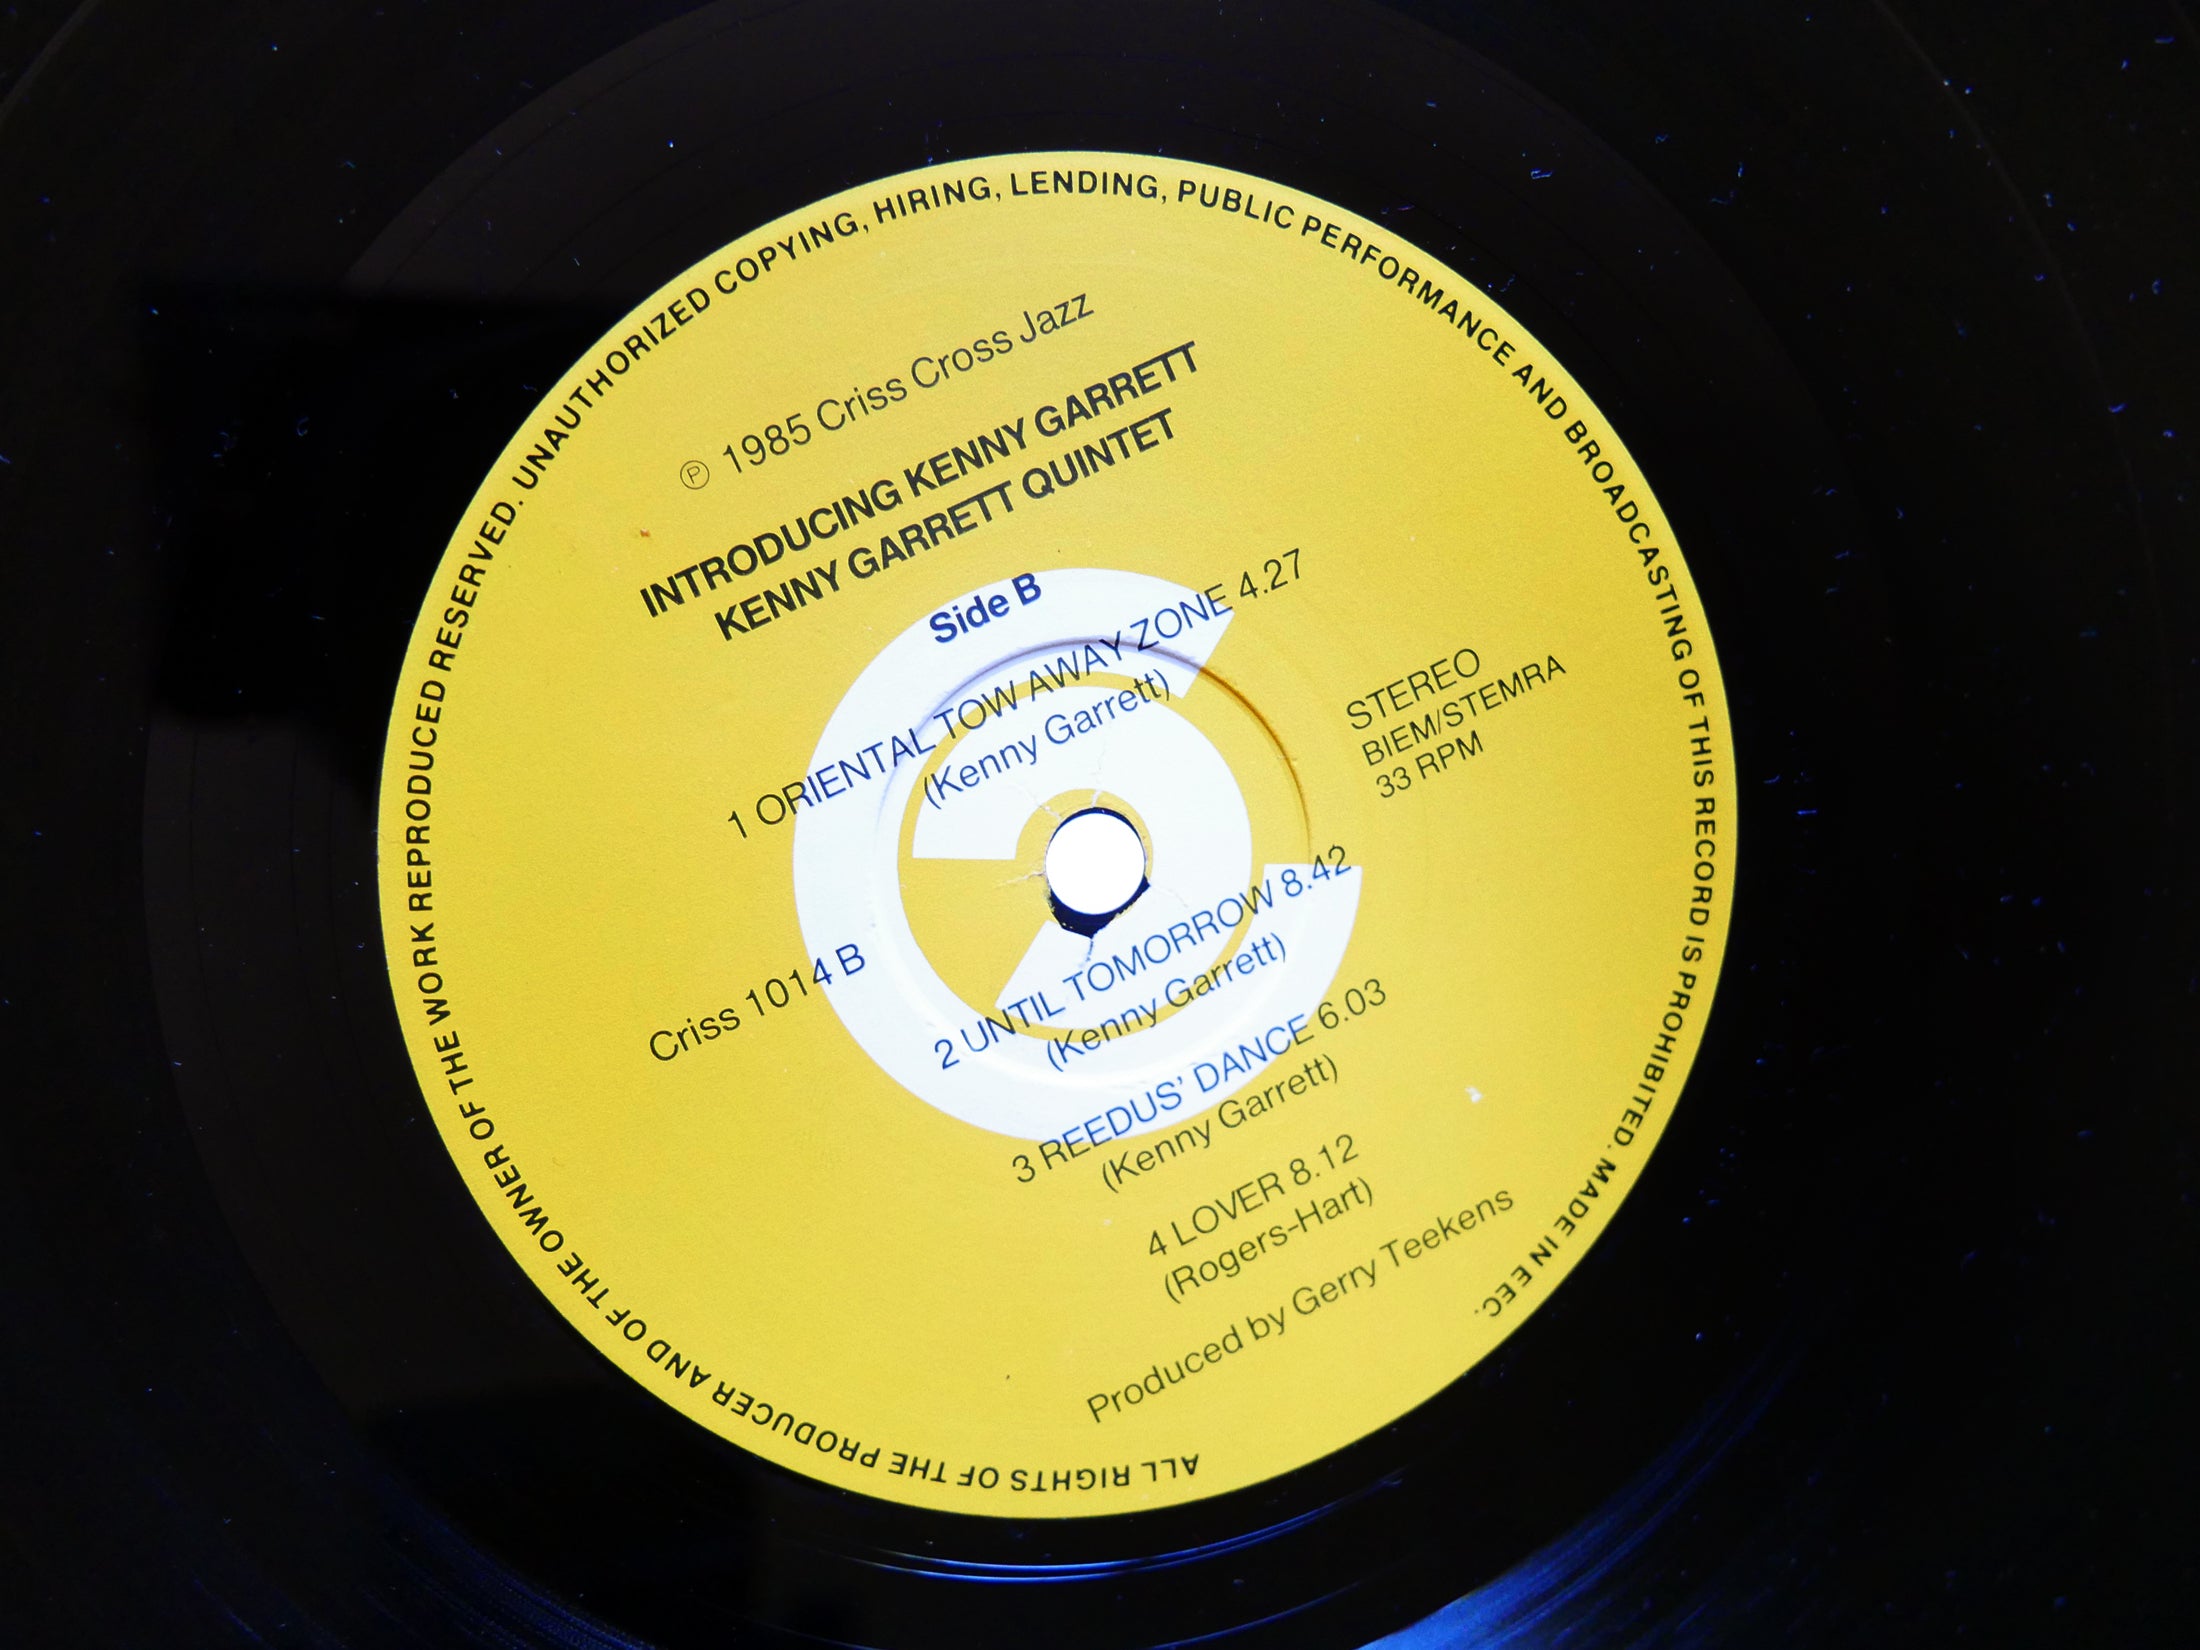 ALL RIGHTS OF THE PRODUCER AND OF THE OWNER OF THE WORK REPRODUCED RESERVED. UNAUTHORIZED COPYING, HIRING, LENDING, PUBLIC PERFORMANCE AND BROADCASTING OF THIS RECORD IS PROHIBITED. MADE IN EEC.
℗ 1985 Criss Cross Jazz
INTRODUCING KENNY GARRETT
KENNY GARRETT QUINTET
Side B
1 ORIENTAL TOW AWAY ZONE 4.27
(Kenny Garrett)
STEREO
BIEM/STEMRA
33 RPM
Criss 1014 B
2 UNTIL TOMORROW 8.42
(Kenny Garrett)
3 REEDUS' DANCE 6.03
(Kenny Garrett)
4 LOVER 8.12
(Rogers-Hart)
Produced by Gerry Teekens